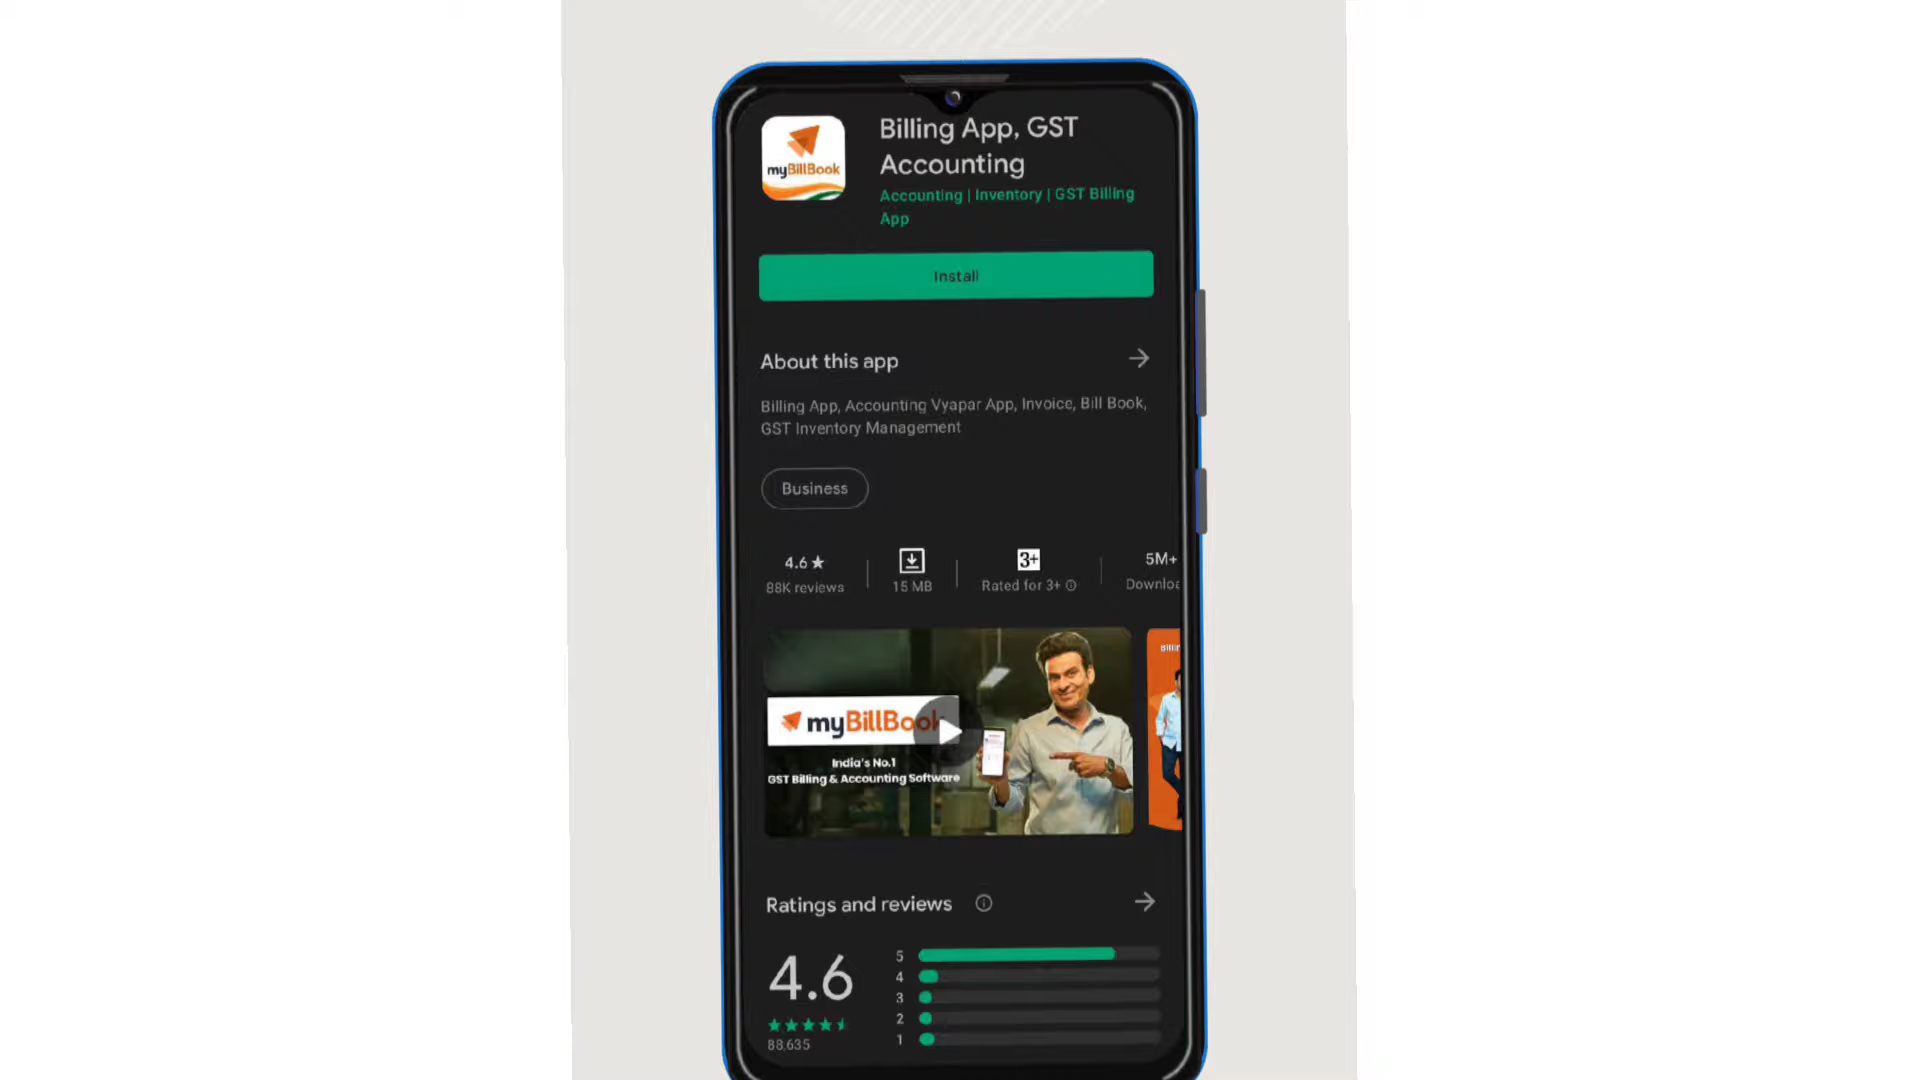 myBillBook
Billing App, GST
Accounting
Accounting | Inventory | GST Billing
App
Install
About this app
Billing App, Accounting Vyapar App, Invoice, Bill Book,
GST Inventory Management
Business
4.6★
88K reviews
15 MB
3+
Rated for 3+
5M+
myBillBook
India's No.1
GST Billing & Accounting Software
Ratings and reviews
4.6
88,635
5
4
3
2
1